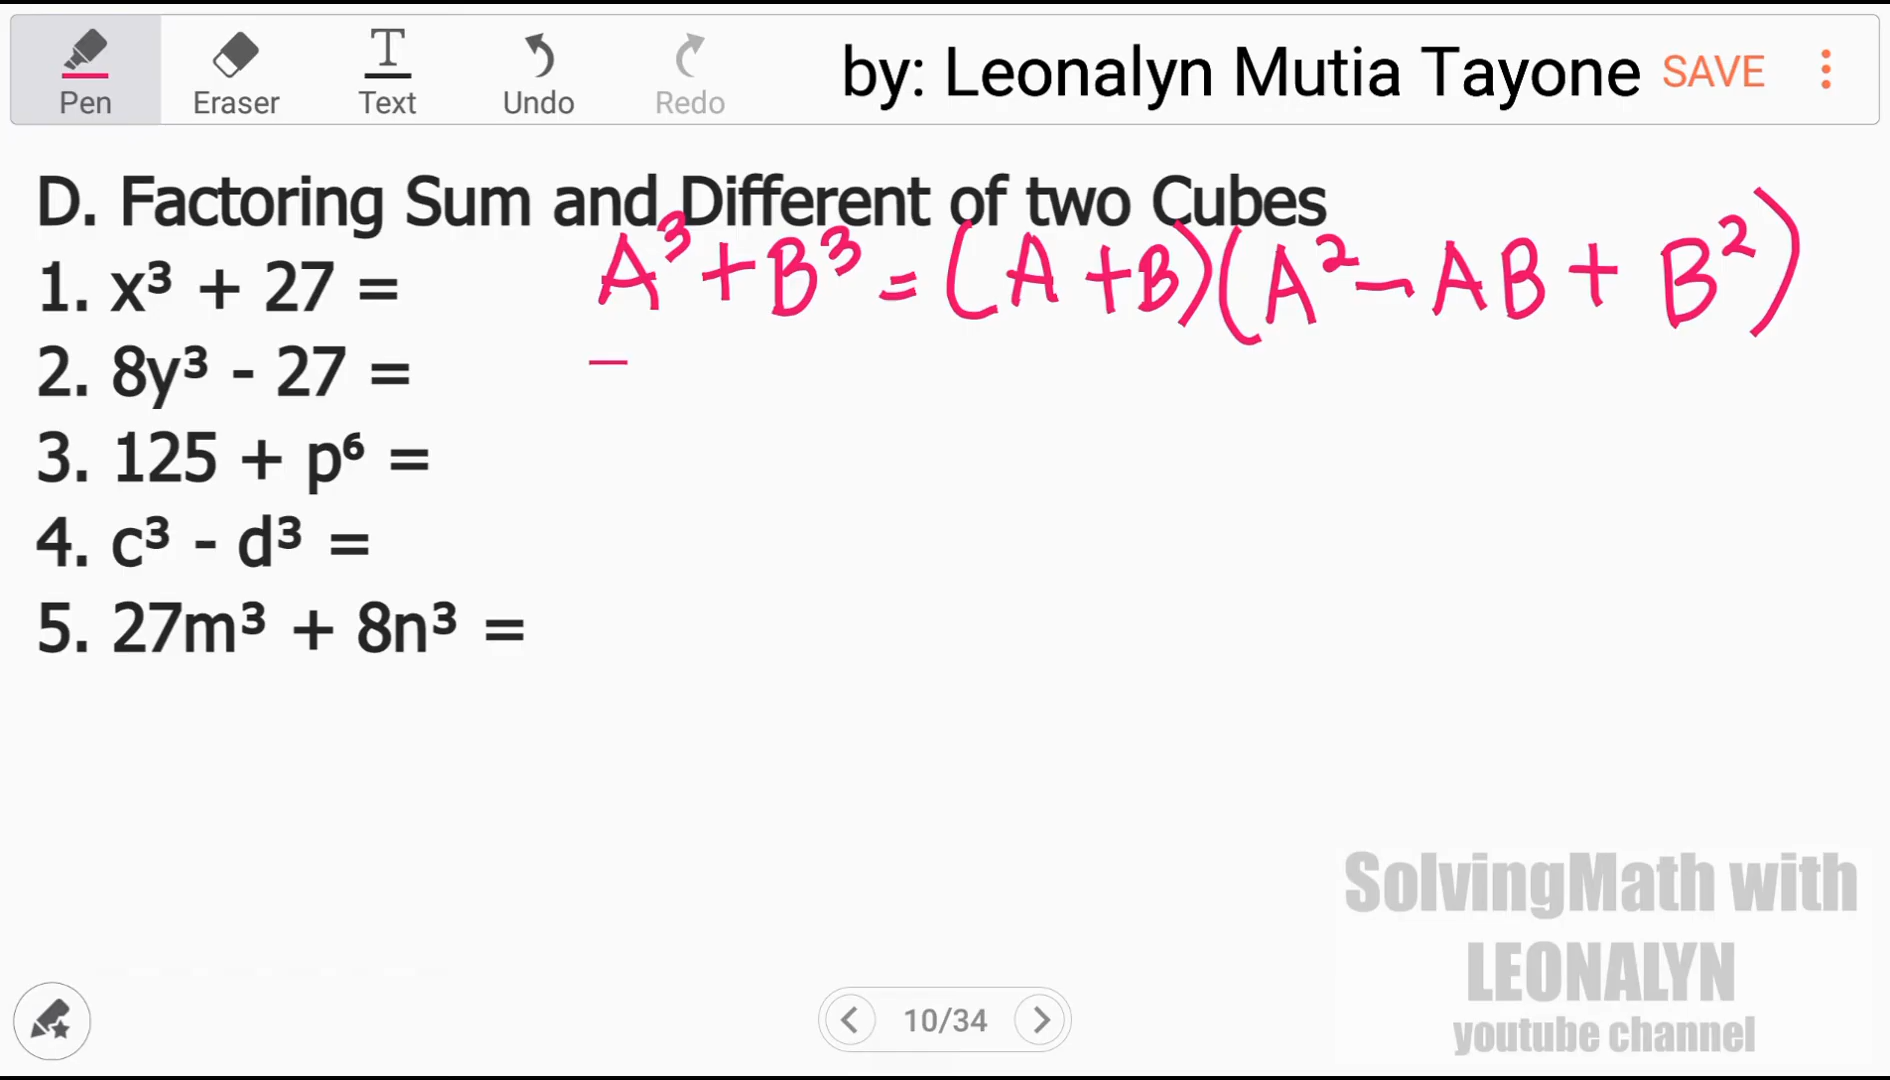 Pen Eraser Text Undo Redo by: Leonalyn Mutia Tayone SAVE
D. Factoring Sum and Different of two Cubes
A³ + B³ = (A + B)(A² - AB + B²)
1. x³ + 27 =
2. 8y³ - 27 =
3. 125 + p⁶ =
4. c³ - d³ =
5. 27m³ + 8n³ =
SolvingMath with
LEONALYN
youtube channel
10/34